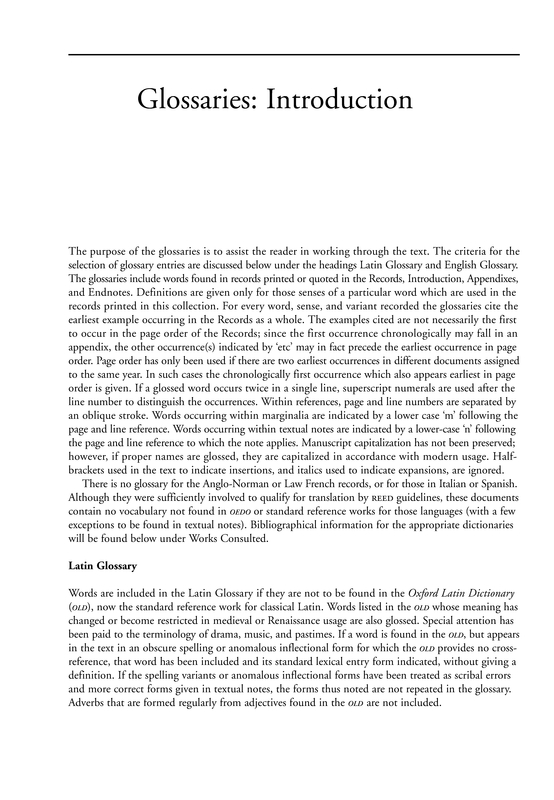 Glossaries: Introduction
The purpose of the glossaries is to assist the reader in working through the text. The criteria for the
selection of glossary entries are discussed below under the headings Latin Glossary and English Glossary.
The glossaries include words found in records printed or quoted in the Records, Introduction, Appendixes,
and Endnotes. Definitions are given only for those senses of a particular word which are used in the
records printed in this collection. For every word, sense, and variant recorded the glossaries cite the
earliest example occurring in the Records as a whole. The examples cited are not necessarily the first
to occur in the page order of the Records; since the first occurrence chronologically may fall in an
appendix, the other occurrence(s) indicated by ‘etc’ may in fact precede the earliest occurrence in page
order. Page order has only been used if there are two earliest occurrences in different documents assigned
to the same year. In such cases the chronologically first occurrence which also appears earliest in page
order is given. If a glossed word occurs twice in a single line, superscript numerals are used after the
line number to distinguish the occurrences. Within references, page and line numbers are separated by
an oblique stroke. Words occurring within marginalia are indicated by a lower case ‘m’ following the
page and line reference. Words occurring within textual notes are indicated by a lower-case ‘n’ following
the page and line reference to which the note applies. Manuscript capitalization has not been preserved;
however, if proper names are glossed, they are capitalized in accordance with modern usage. Half-
brackets used in the text to indicate insertions, and italics used to indicate expansions, are ignored.
There is no glossary for the Anglo-Norman or Law French records, or for those in Italian or Spanish.
Although they were sufficiently involved to qualify for translation by REED guidelines, these documents
contain no vocabulary not found in OEDO or standard reference works for those languages (with a few
exceptions to be found in textual notes). Bibliographical information for the appropriate dictionaries
will be found below under Works Consulted.
Latin Glossary
Words are included in the Latin Glossary if they are not to be found in the Oxford Latin Dictionary
(OLD), now the standard reference work for classical Latin. Words listed in the OLD whose meaning has
changed or become restricted in medieval or Renaissance usage are also glossed. Special attention has
been paid to the terminology of drama, music, and pastimes. If a word is found in the OLD, but appears
in the text in an obscure spelling or anomalous inflectional form for which the OLD provides no cross-
reference, that word has been included and its standard lexical entry form indicated, without giving a
definition. If the spelling variants or anomalous inflectional forms have been treated as scribal errors
and more correct forms given in textual notes, the forms thus noted are not repeated in the glossary.
Adverbs that are formed regularly from adjectives found in the OLD are not included.